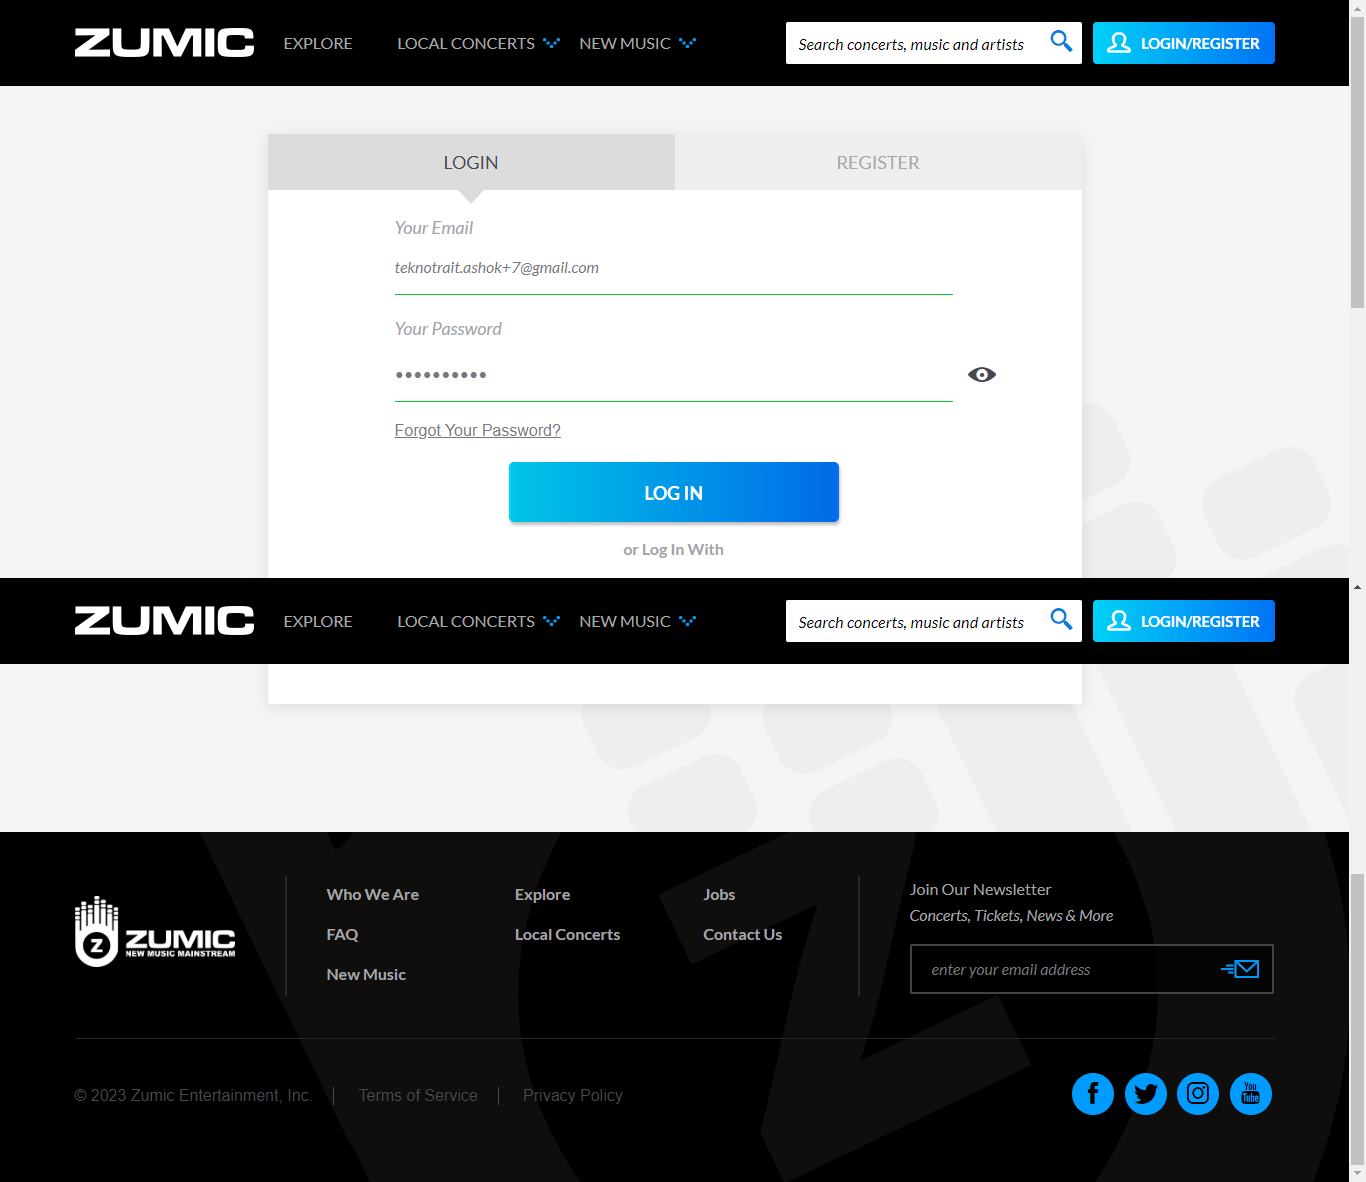 ZUMIC EXPLORE LOCAL CONCERTS NEW MUSIC Search concerts, music and artists LOGIN/REGISTER
LOGIN REGISTER
Your Email
teknotrait.ashok+7@gmail.com
Your Password
••••••••••
Forgot Your Password?
LOG IN
or Log In With
ZUMIC EXPLORE LOCAL CONCERTS NEW MUSIC Search concerts, music and artists LOGIN/REGISTER
Z ZUMIC
NEW MUSIC MAINSTREAM
Who We Are Explore Jobs
FAQ Local Concerts Contact Us
New Music
Join Our Newsletter
Concerts, Tickets, News & More
enter your email address
© 2023 Zumic Entertainment, Inc. | Terms of Service | Privacy Policy
You
Tube